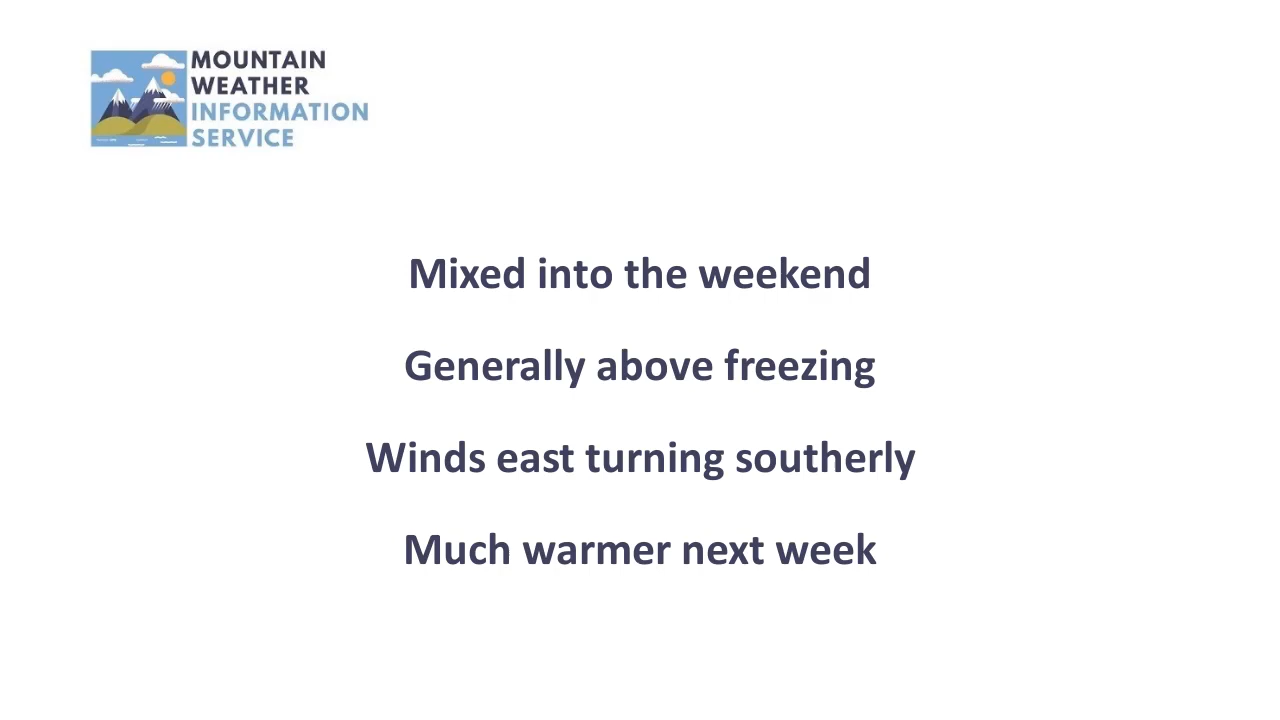 MOUNTAIN
WEATHER
INFORMATION
SERVICE
Mixed into the weekend
Generally above freezing
Winds east turning southerly
Much warmer next week